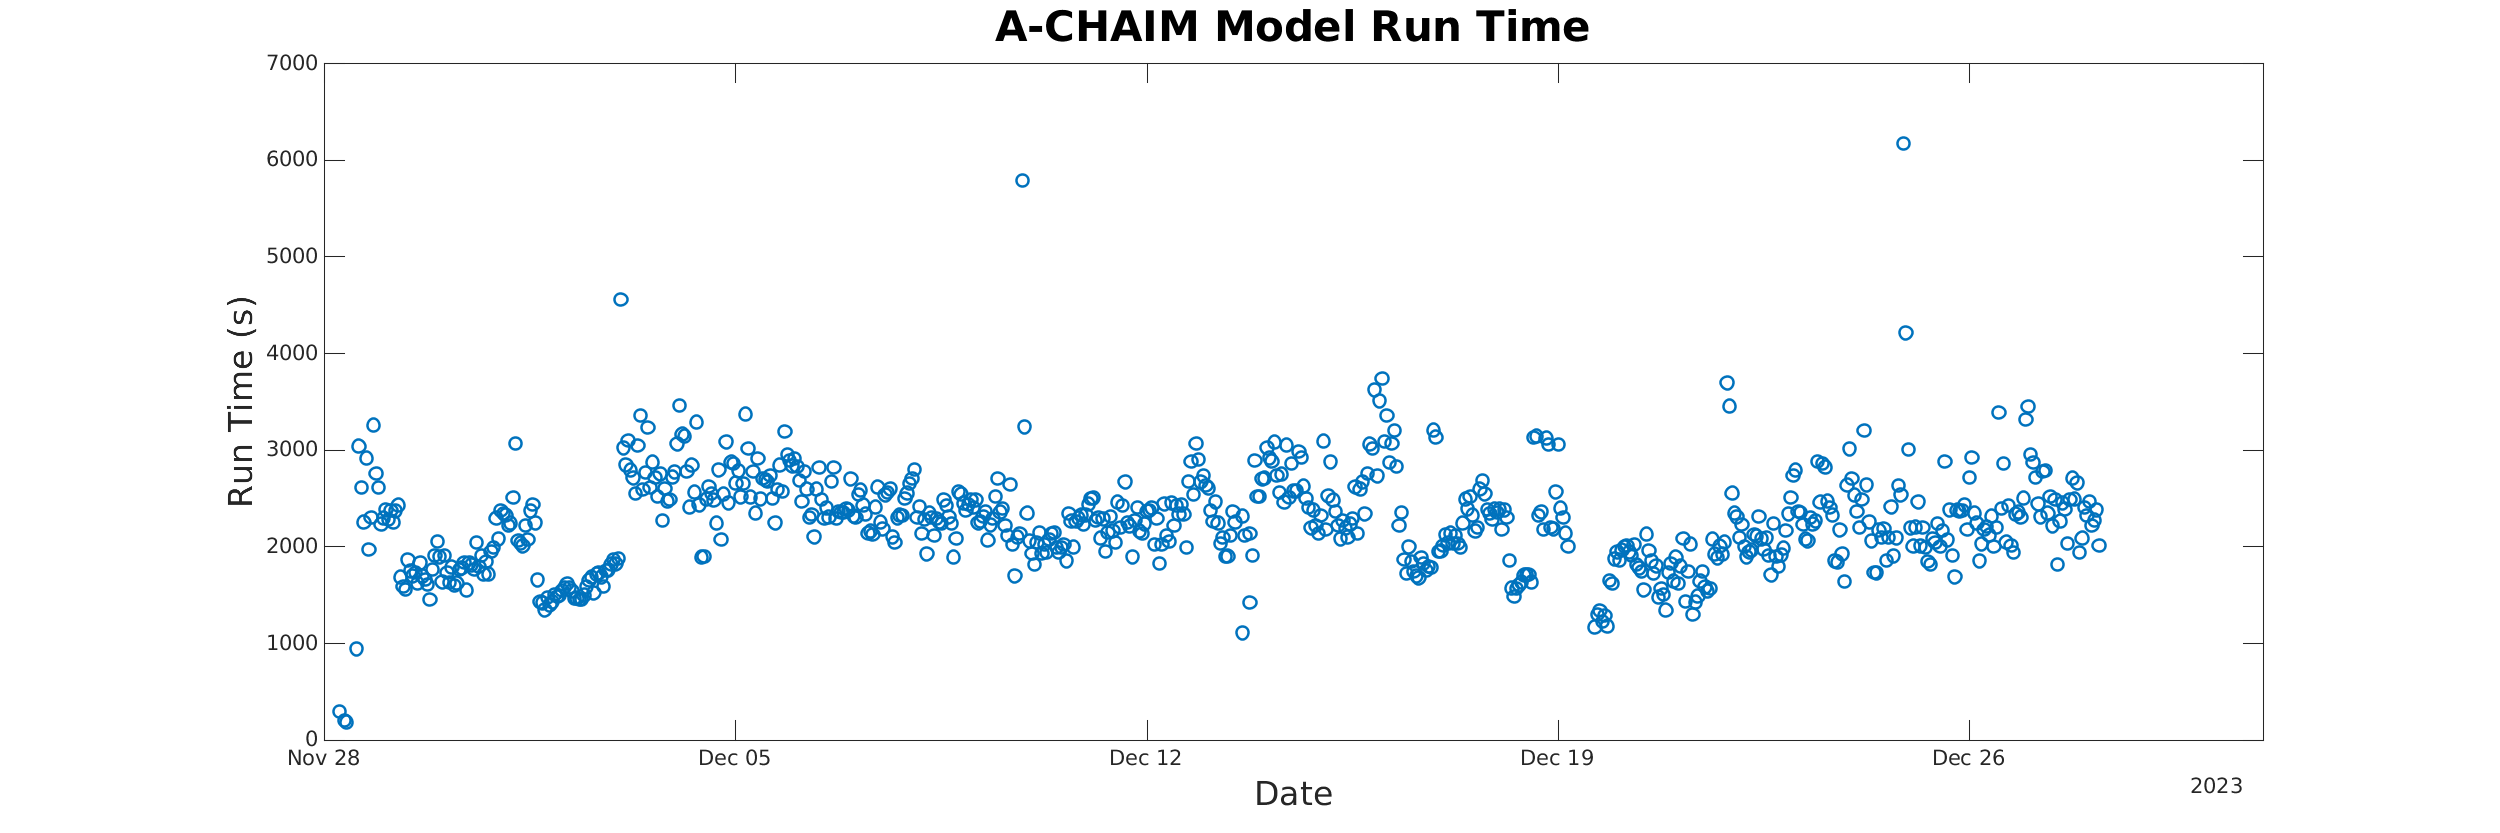 A-CHAIM Model Run Time
7000
6000
5000
4000
3000
2000
1000
0
Run Time (s)
Nov 28 Dec 05 Dec 12 Dec 19 Dec 26
2023
Date